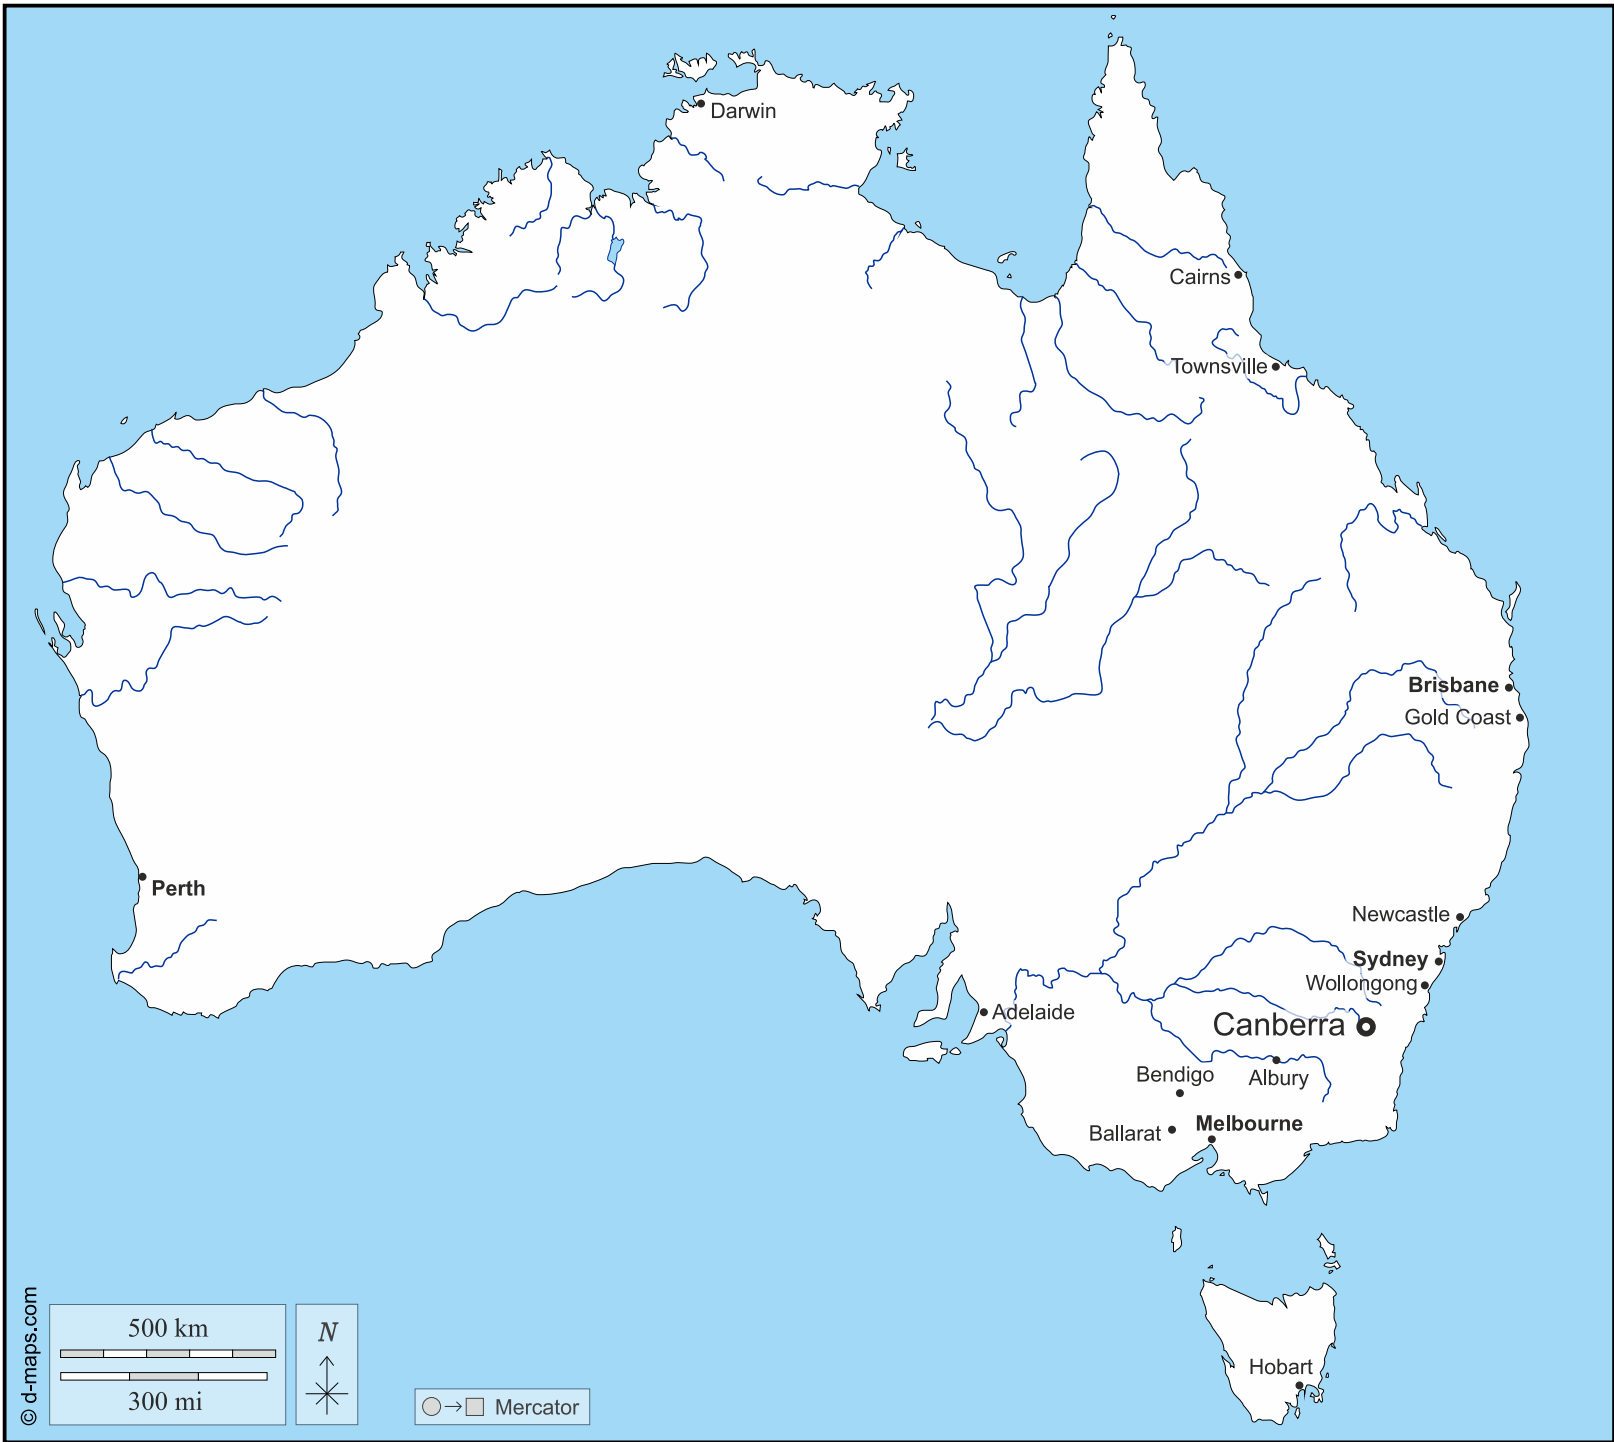 Darwin
Cairns
Townsville
Brisbane
Gold Coast
Perth
Newcastle
Sydney
Wollongong
Adelaide
Canberra
Bendigo
Albury
Ballarat
Melbourne
Hobart
500 km
300 mi
N
Mercator
© d-maps.com